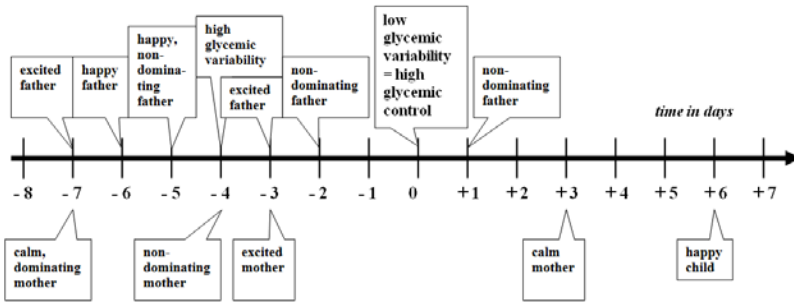 excited
father
happy
father
happy,
non-
domina-
ting
father
high
glycemic
variability
excited
father
non-
dominating
father
low
glycemic
variability
= high
glycemic
control
non-
dominating
father
time in days
- 8 - 7 - 6 - 5 - 4 - 3 - 2 - 1 0 +1 +2 +3 +4 +5 +6 +7
calm,
dominating
mother
non-
dominating
mother
excited
mother
calm
mother
happy
child